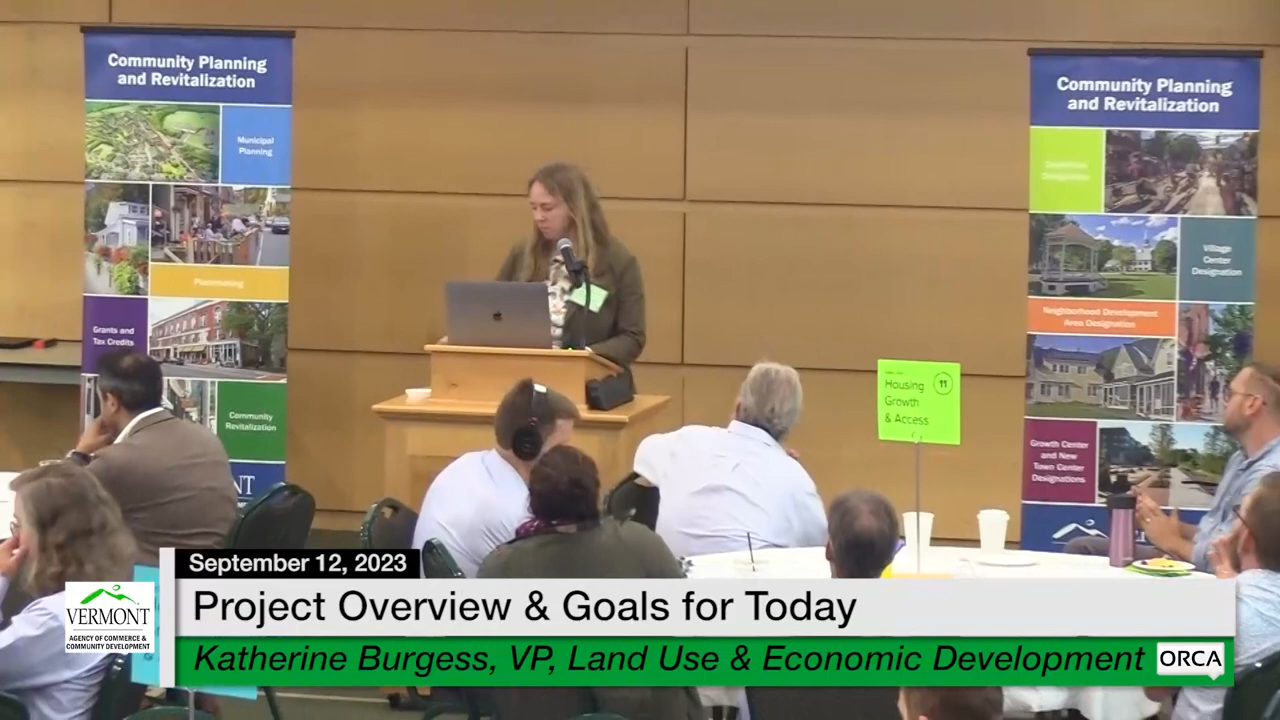 Community Planning
and Revitalization
Municipal
Planning
Placemaking
Grants and
Tax Credits
Community
Revitalization
NT
Community Planning
and Revitalization
Designation
Village
Center
Designation
Neighborhood Development
Area Designation
Growth Center
and New
Town Center
Designations
Housing
Growth
& Access
11
September 12, 2023
Project Overview & Goals for Today
Katherine Burgess, VP, Land Use & Economic Development
VERMONT
AGENCY OF COMMERCE &
COMMUNITY DEVELOPMENT
ORCA